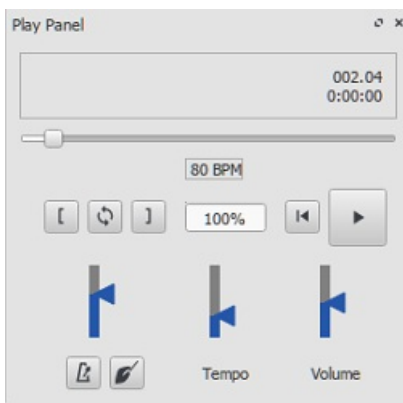 Play Panel
002.04
0:00:00
80 BPM
[ ] 100%
Tempo Volume